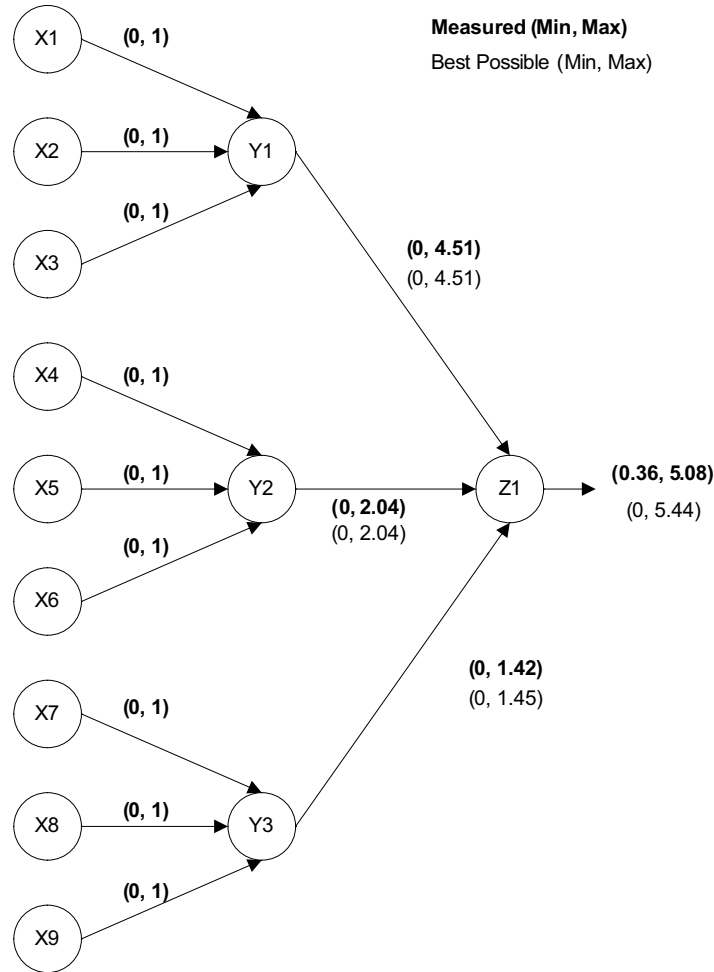 X1
(0, 1)
Measured (Min, Max)
Best Possible (Min, Max)
X2
(0, 1)
Y1
X3
(0, 1)
(0, 4.51)
(0, 4.51)
X4
(0, 1)
X5
(0, 1)
Y2
(0, 2.04)
(0, 2.04)
Z1
(0.36, 5.08)
(0, 5.44)
X6
(0, 1)
(0, 1.42)
(0, 1.45)
X7
(0, 1)
X8
(0, 1)
Y3
X9
(0, 1)